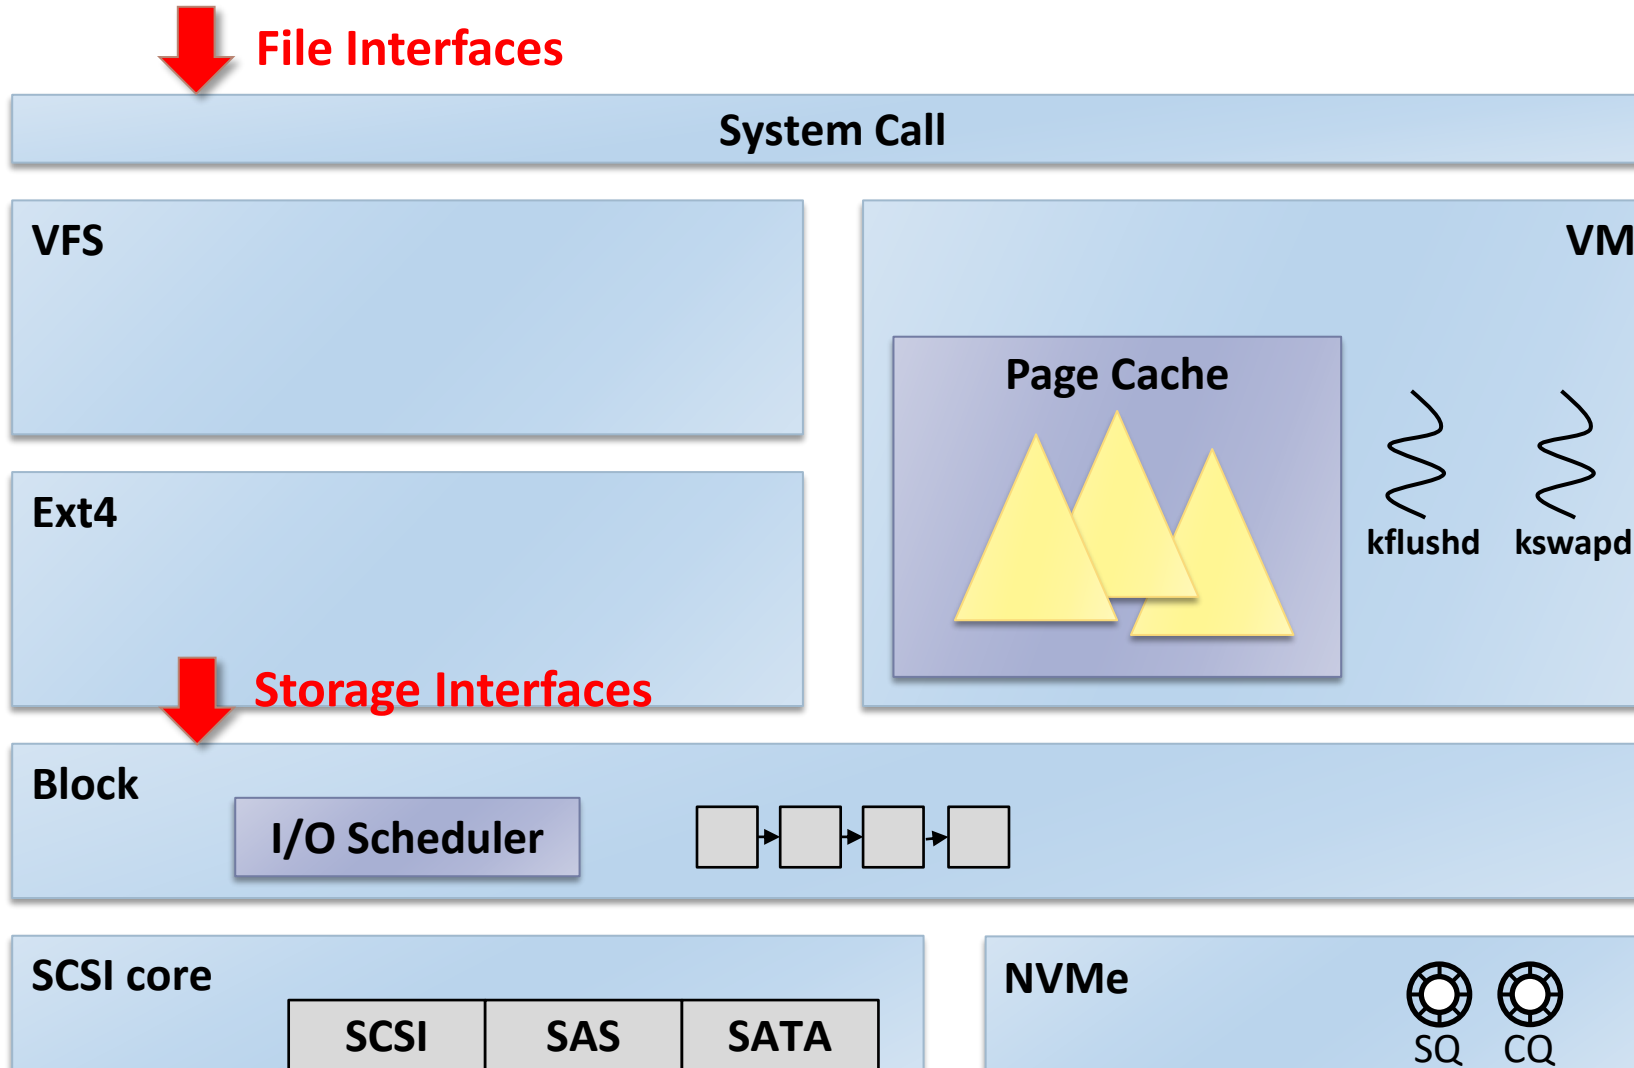 File Interfaces
System Call
VFS
VM
Page Cache
kflushd kswapd
Ext4
Storage Interfaces
Block
I/O Scheduler
SCSI core
SCSI SAS SATA
NVMe
SQ CQ